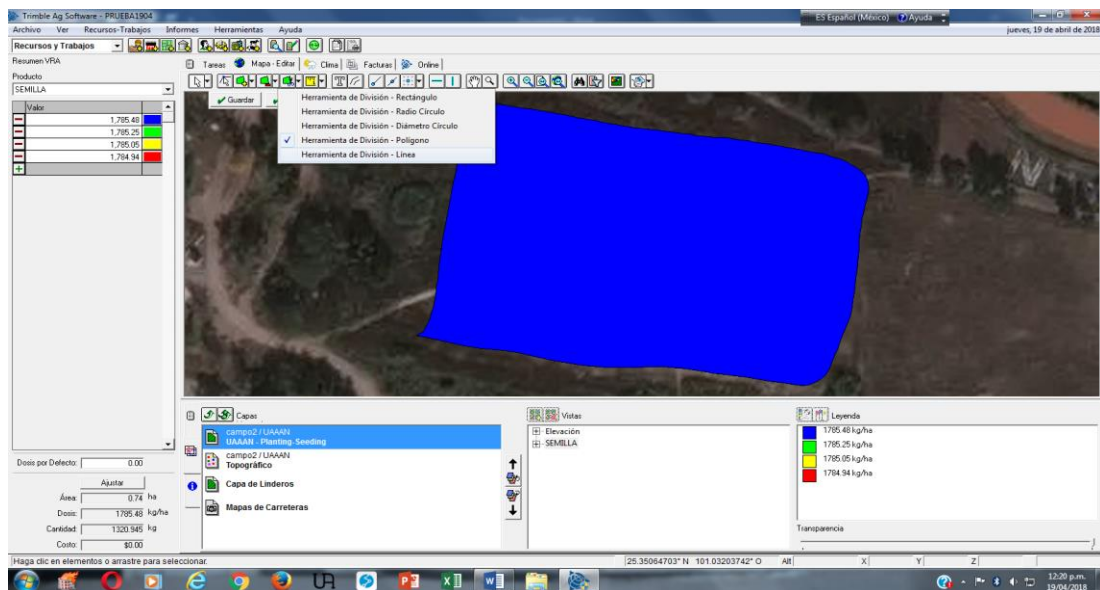 Trimble Ag Software - PRUEBA1904
ES Español (México) Ayuda
Archivo Ver Recursos-Trabajos Informes Herramientas Ayuda
jueves, 19 de abril de 2018
Recursos y Trabajos
Resumen VRA
Tareas Mapa - Editar Clima Facturas Online
Producto
SEMILLA
Guardar
Herramienta de División - Rectángulo
Herramienta de División - Radio Círculo
Herramienta de División - Diámetro Círculo
Herramienta de División - Polígono
Herramienta de División - Línea
Valor
1,785.48
1,785.25
1,785.05
1,784.94
Capas
Vistas
Leyenda
campo2 / UAAAN
UAAAN - Planting-Seeding
campo2 / UAAAN
Topográfico
Capa de Linderos
Mapas de Carreteras
Elevación
SEMILLA
1785.48 kg/ha
1785.25 kg/ha
1785.05 kg/ha
1784.94 kg/ha
Transparencia
Dosis por Defecto: 0.00
Ajustar
Área: 0.74 ha
Dosis: 1785.48 kg/ha
Cantidad: 1320.945 kg
Costo: $0.00
Haga clic en elementos o arrastre para seleccionar.
25.35064703° N 101.03203742° O Alt X Y Z
12:20 p.m.
19/04/2018